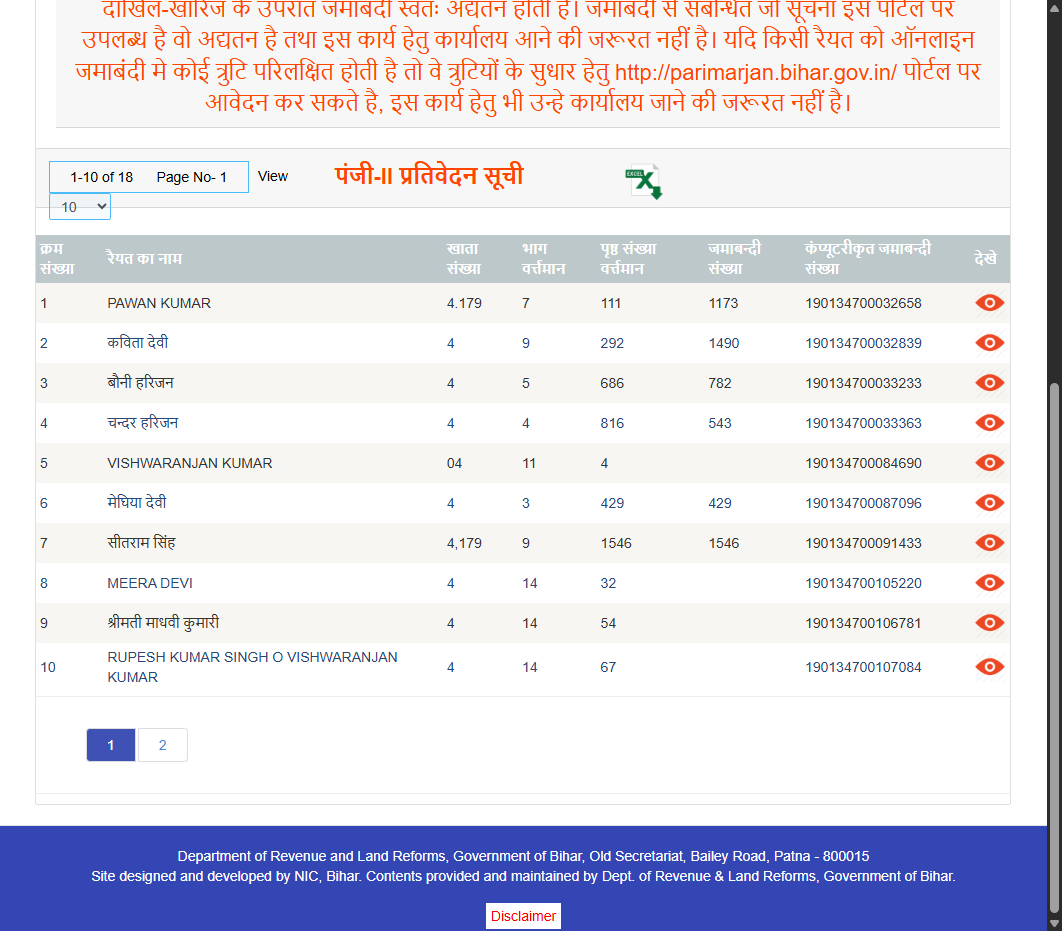 दाखिल-खारिज के उपरांत जमाबंदी स्वतः अद्यतन होती है। जमाबंदी से संबन्धित जो सूचना इस पोर्टल पर
उपलब्ध है वो अद्यतन है तथा इस कार्य हेतु कार्यालय आने की जरूरत नहीं है। यदि किसी रैयत को ऑनलाइन
जमाबंदी मे कोई त्रुटि परिलक्षित होती है तो वे त्रुटियों के सुधार हेतु http://parimarjan.bihar.gov.in/ पोर्टल पर
आवेदन कर सकते है, इस कार्य हेतु भी उन्हे कार्यालय जाने की जरूरत नहीं है।
1-10 of 18 Page No- 1 View पंजी-II प्रतिवेदन सूची EXCEL
10
क्रम संख्या रैयत का नाम खाता संख्या भाग वर्त्तमान पृष्ठ संख्या वर्त्तमान जमाबन्दी संख्या कंप्यूटरीकृत जमाबन्दी संख्या देखे
1 PAWAN KUMAR 4.179 7 111 1173 190134700032658
2 कविता देवी 4 9 292 1490 190134700032839
3 बौनी हरिजन 4 5 686 782 190134700033233
4 चन्दर हरिजन 4 4 816 543 190134700033363
5 VISHWARANJAN KUMAR 04 11 4 190134700084690
6 मेघिया देवी 4 3 429 429 190134700087096
7 सीतराम सिंह 4,179 9 1546 1546 190134700091433
8 MEERA DEVI 4 14 32 190134700105220
9 श्रीमती माधवी कुमारी 4 14 54 190134700106781
10 RUPESH KUMAR SINGH O VISHWARANJAN KUMAR 4 14 67 190134700107084
1 2
Department of Revenue and Land Reforms, Government of Bihar, Old Secretariat, Bailey Road, Patna - 800015
Site designed and developed by NIC, Bihar. Contents provided and maintained by Dept. of Revenue & Land Reforms, Government of Bihar.
Disclaimer